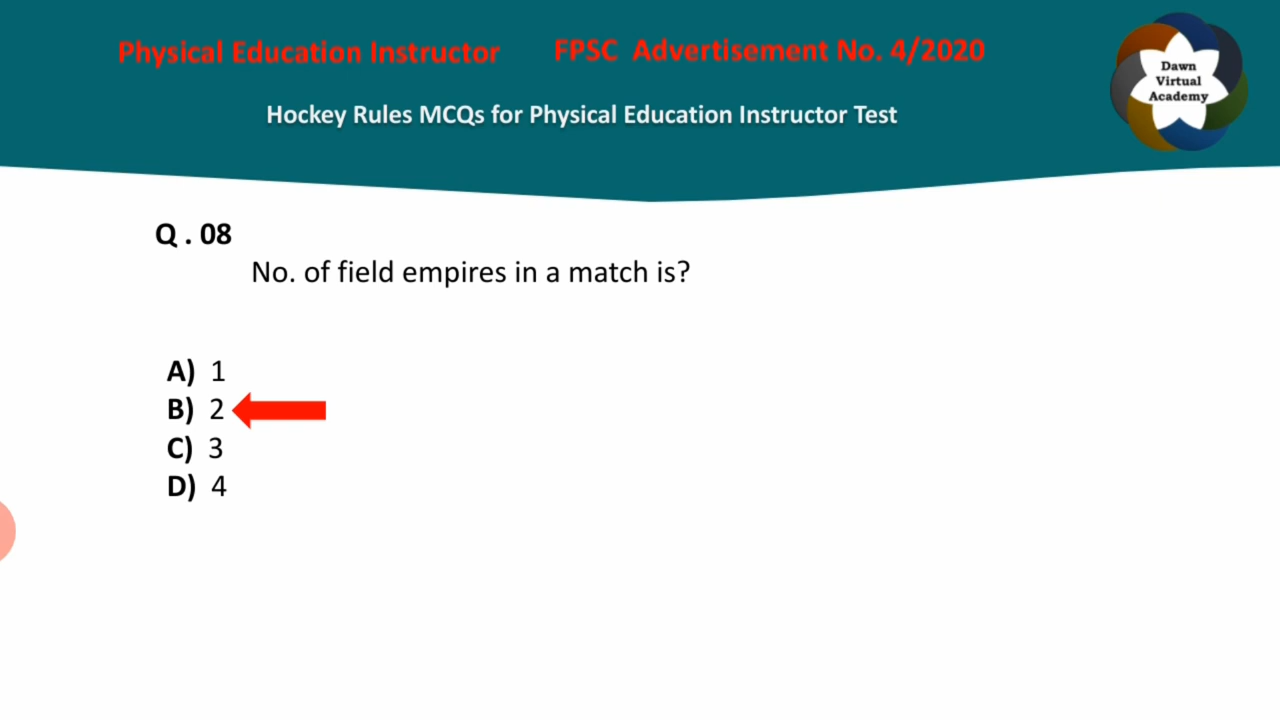 Physical Education Instructor FPSC Advertisement No. 4/2020
Hockey Rules MCQs for Physical Education Instructor Test
Dawn
Virtual
Academy
Q . 08
No. of field empires in a match is?
A) 1
B) 2
C) 3
D) 4